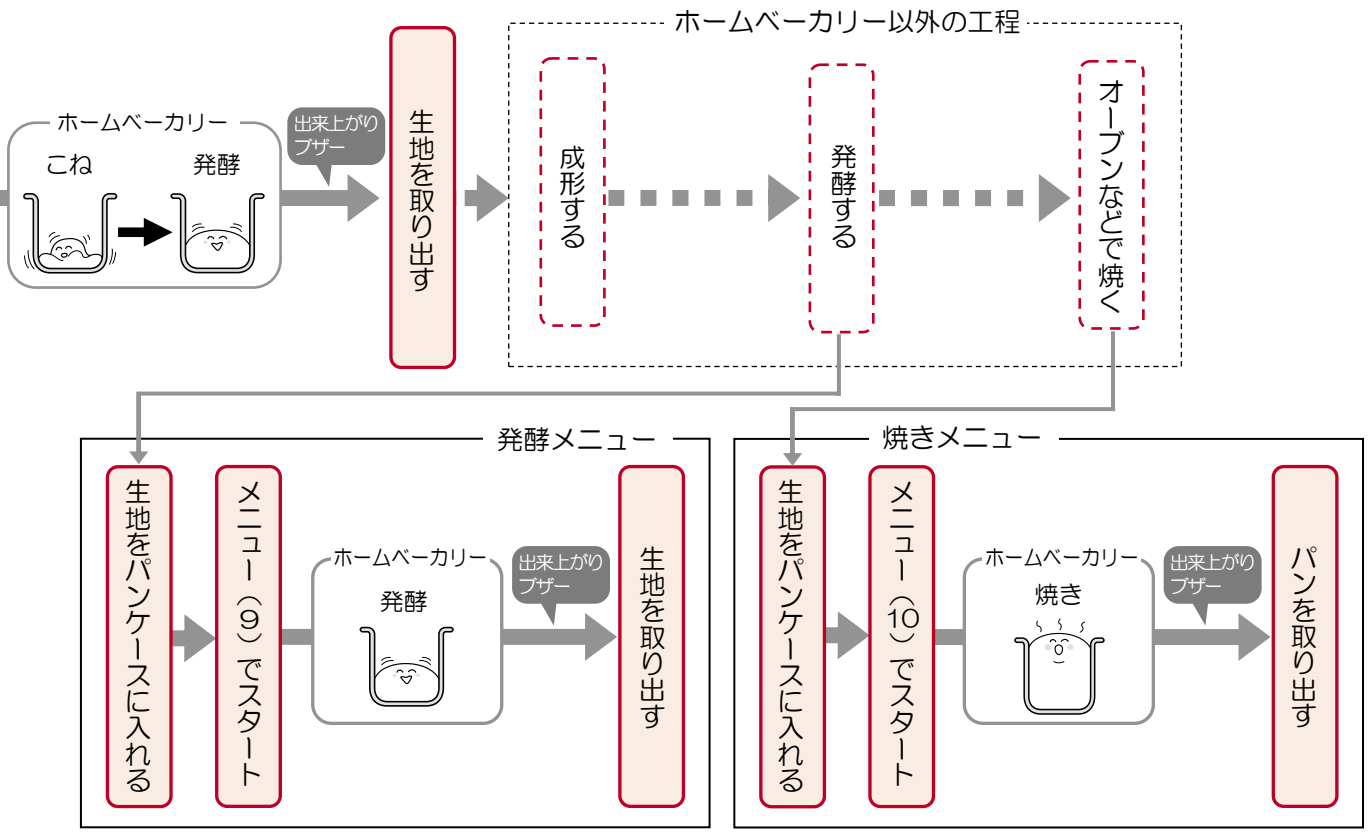 ホームベーカリー
こね
発酵
出来上がり
ブザー
生地を取り出す
ホームベーカリー以外の工程
成形する
発酵する
オーブンなどで焼く
発酵メニュー
生地をパンケースに入れる
メニュー（9）でスタート
ホームベーカリー
発酵
出来上がり
ブザー
生地を取り出す
焼きメニュー
生地をパンケースに入れる
メニュー（10）でスタート
ホームベーカリー
焼き
出来上がり
ブザー
パンを取り出す